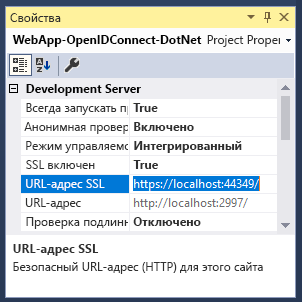 Свойства
WebApp-OpenIDConnect-DotNet Project Proper
Development Server
Всегда запускать п True
Анонимная провер Включено
Режим управляемо Интегрированный
SSL включен True
URL-адрес SSL https://localhost:44349/
URL-адрес http://localhost:2997/
Проверка подлинн Отключено
URL-адрес SSL
Безопасный URL-адрес (HTTP) для этого сайта